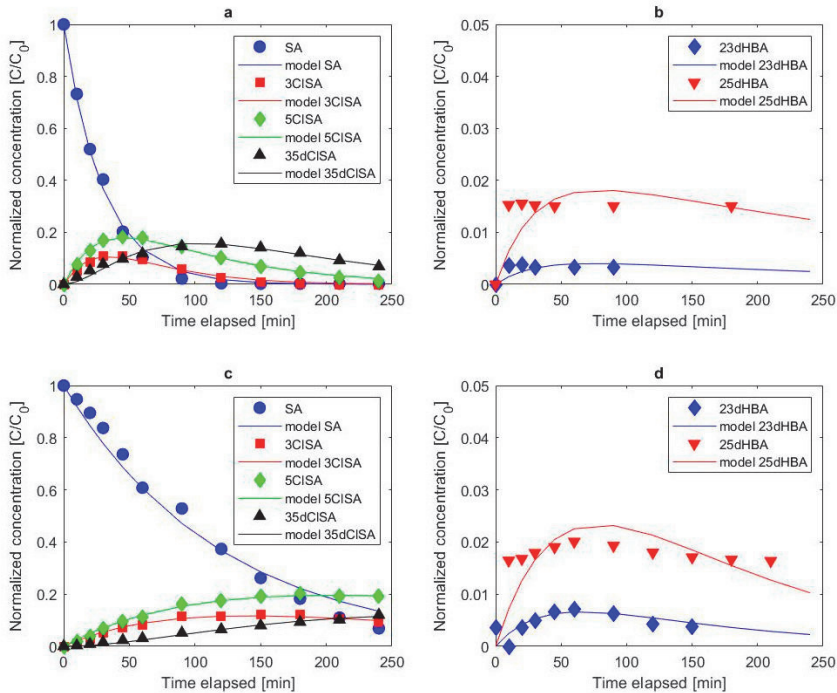 a
Normalized concentration [C/C0]
1
0.8
0.6
0.4
0.2
0
0
50
100
150
200
250
Time elapsed [min]
SA
model SA
3ClSA
model 3ClSA
5ClSA
model 5ClSA
35dClSA
model 35dClSA
b
Normalized concentration [C/C0]
0.05
0.04
0.03
0.02
0.01
0
0
50
100
150
200
250
Time elapsed [min]
23dHBA
model 23dHBA
25dHBA
model 25dHBA
c
Normalized concentration [C/C0]
1
0.8
0.6
0.4
0.2
0
0
50
100
150
200
250
Time elapsed [min]
SA
model SA
3ClSA
model 3ClSA
5ClSA
model 5ClSA
35dClSA
model 35dClSA
d
Normalized concentration [C/C0]
0.05
0.04
0.03
0.02
0.01
0
0
50
100
150
200
250
Time elapsed [min]
23dHBA
model 23dHBA
25dHBA
model 25dHBA